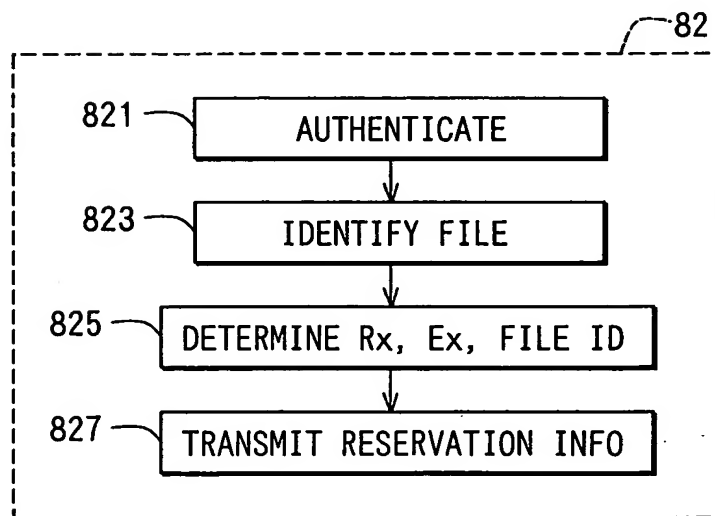 82
821
AUTHENTICATE
823
IDENTIFY FILE
825
DETERMINE Rx, Ex, FILE ID
827
TRANSMIT RESERVATION INFO